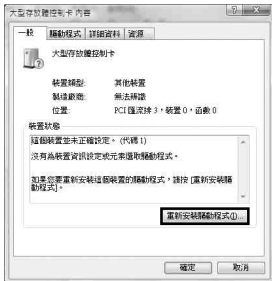 大型存放體控制卡 內容
一般 驅動程式 詳細資料 資源
大型存放體控制卡
裝置類型: 其他裝置
製造廠商: 無法辨識
位置: PCI 匯流排 3，裝置 0，函數 0
裝置狀態
這個裝置並未正確設定。 (代碼 1)
沒有為裝置資訊設定或元素選取驅動程式。
如果您要重新安裝這個裝置的驅動程式，請按 [重新安裝驅
動程式]。
重新安裝驅動程式(I)...
確定 取消